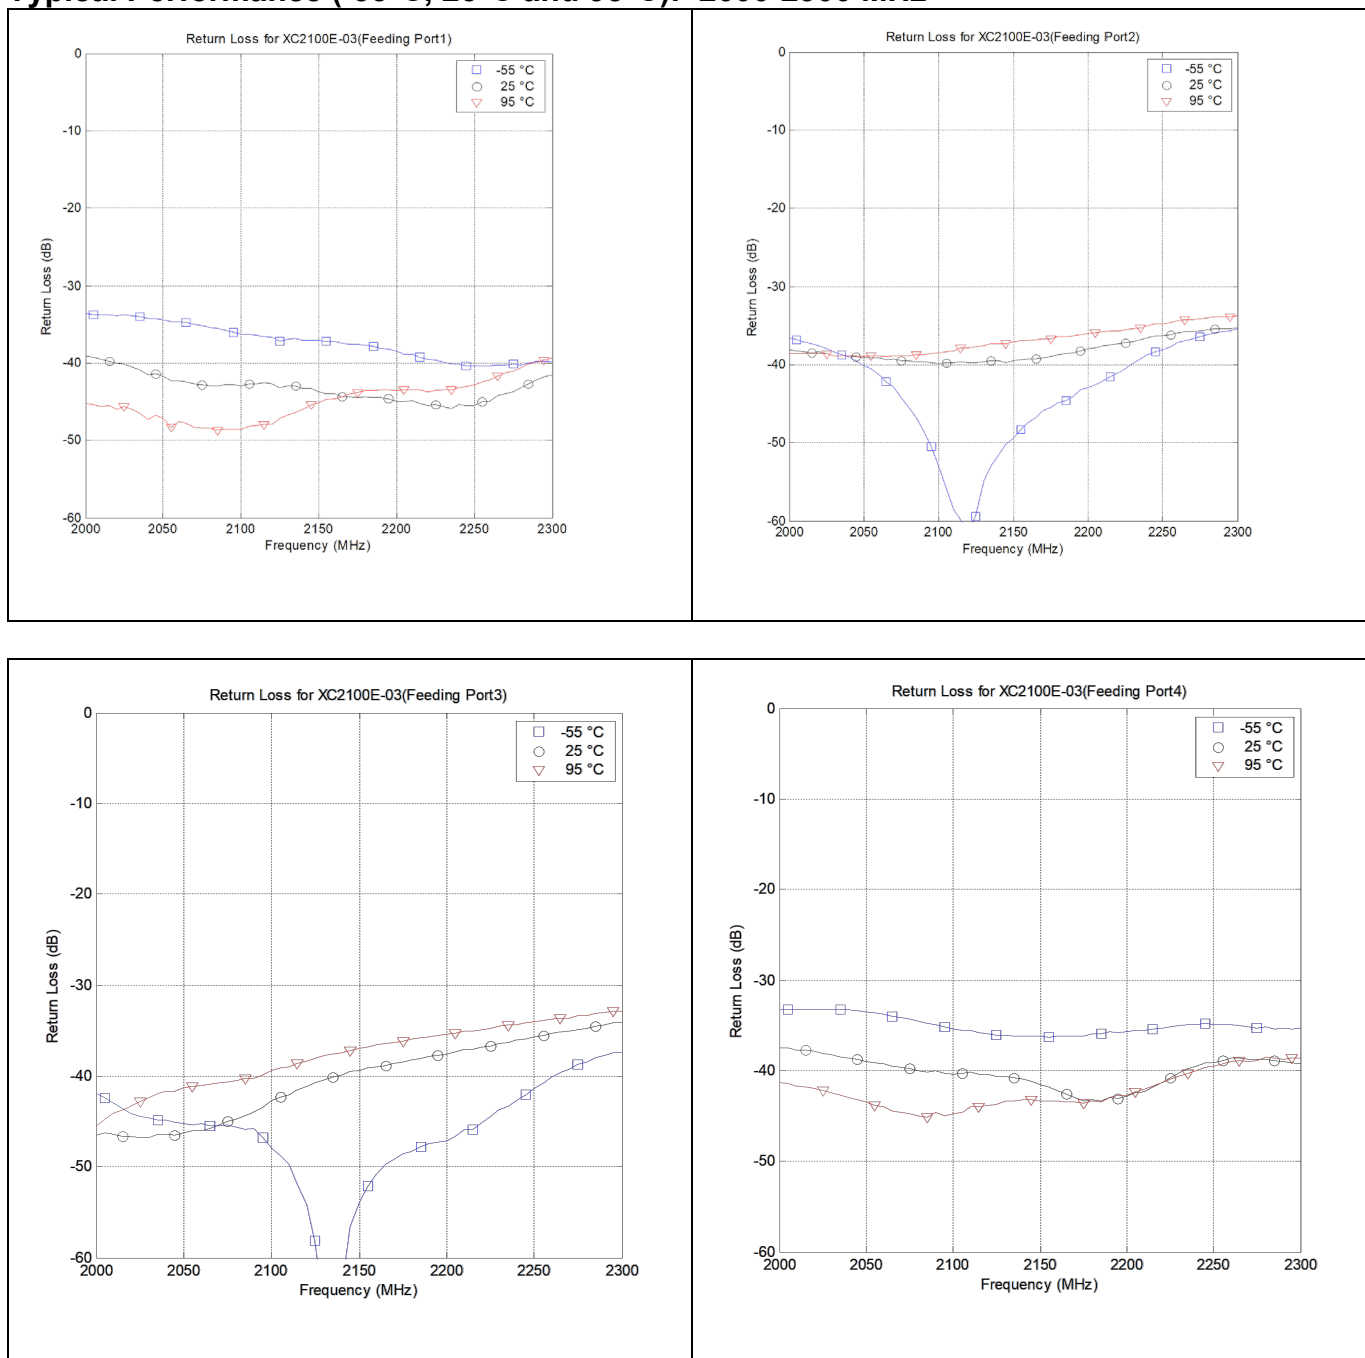 Return Loss for XC2100E-03(Feeding Port1)
-55 °C
25 °C
95 °C
0
-10
-20
-30
-40
-50
-60
Return Loss (dB)
2000 2050 2100 2150 2200 2250 2300
Frequency (MHz)
Return Loss for XC2100E-03(Feeding Port2)
-55 °C
25 °C
95 °C
0
-10
-20
-30
-40
-50
-60
Return Loss (dB)
2000 2050 2100 2150 2200 2250 2300
Frequency (MHz)
Return Loss for XC2100E-03(Feeding Port3)
-55 °C
25 °C
95 °C
0
-10
-20
-30
-40
-50
-60
Return Loss (dB)
2000 2050 2100 2150 2200 2250 2300
Frequency (MHz)
Return Loss for XC2100E-03(Feeding Port4)
-55 °C
25 °C
95 °C
0
-10
-20
-30
-40
-50
-60
Return Loss (dB)
2000 2050 2100 2150 2200 2250 2300
Frequency (MHz)